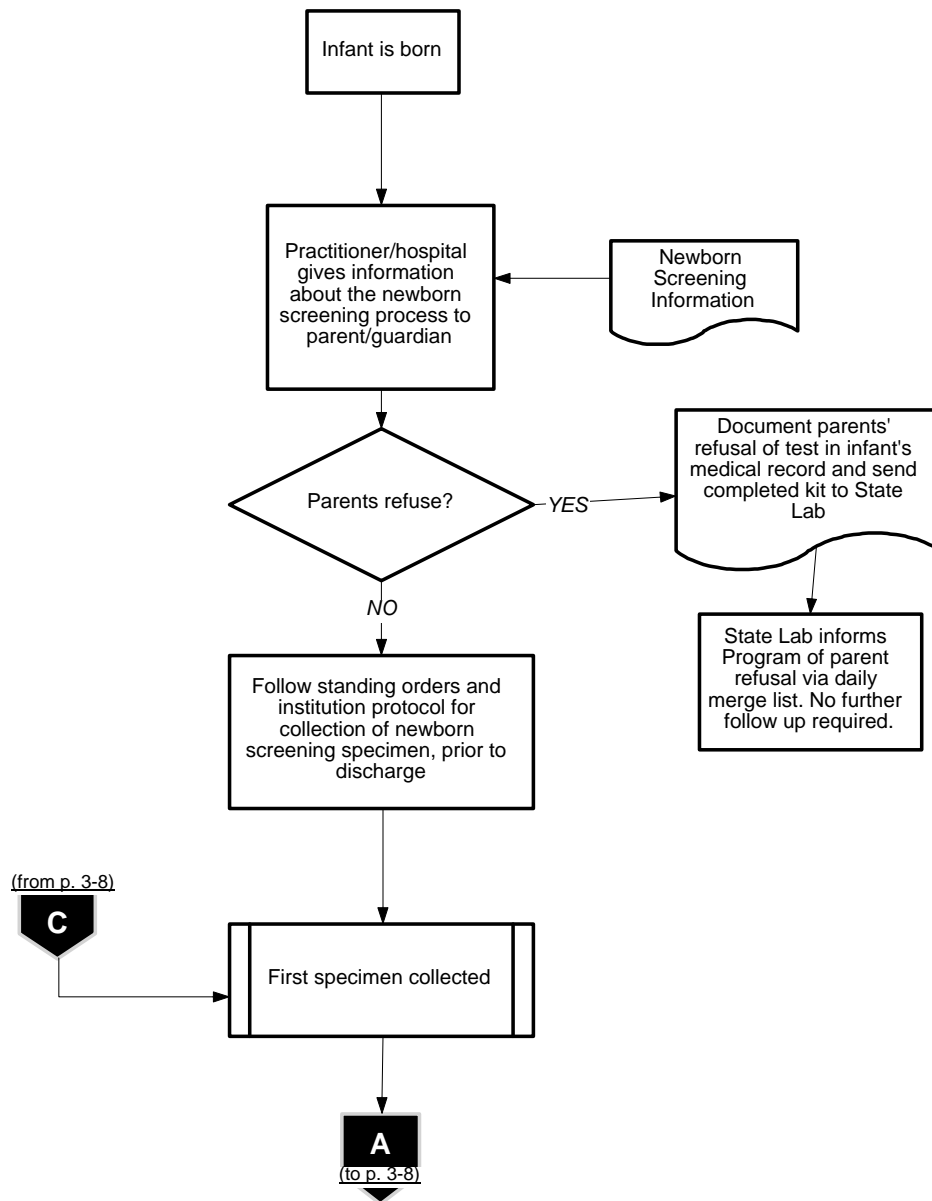 Infant is born
Practitioner/hospital
gives information
about the newborn
screening process to
parent/guardian
Newborn
Screening
Information
Parents refuse?
YES
Document parents'
refusal of test in infant's
medical record and send
completed kit to State
Lab
NO
State Lab informs
Program of parent
refusal via daily
merge list. No further
follow up required.
Follow standing orders and
institution protocol for
collection of newborn
screening specimen, prior to
discharge
(from p. 3-8)
C
First specimen collected
A
(to p. 3-8)